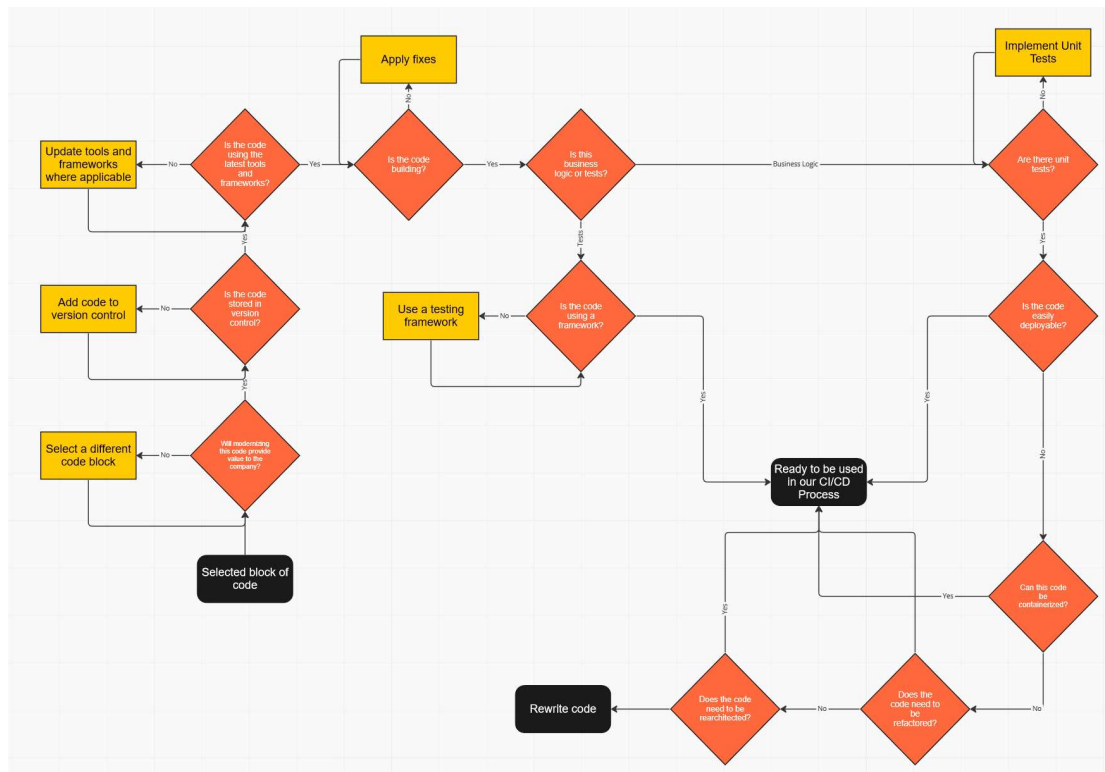 Apply fixes
Implement Unit
Tests
No
No
Update tools and
frameworks
where applicable
No
Is the code
using the
latest tools
and
frameworks?
Yes
Is the code
building?
Yes
Is this
business
logic or tests?
Business Logic
Are there unit
tests?
Yes
Tests
Yes
Add code to
version control
No
Is the code
stored in
version
control?
Use a testing
framework
No
Is the code
using a
framework?
Is the code
easily
deployable?
Yes
Yes
Yes
Select a different
code block
No
Will modernizing
this code provide
value to the
company?
No
Ready to be used
in our CI/CD
Process
Selected block of
code
Can this code
be
containerized?
Yes
Yes
Rewrite code
Does the code
need to be
rearchitected?
No
Does the
code need to
be
refactored?
No